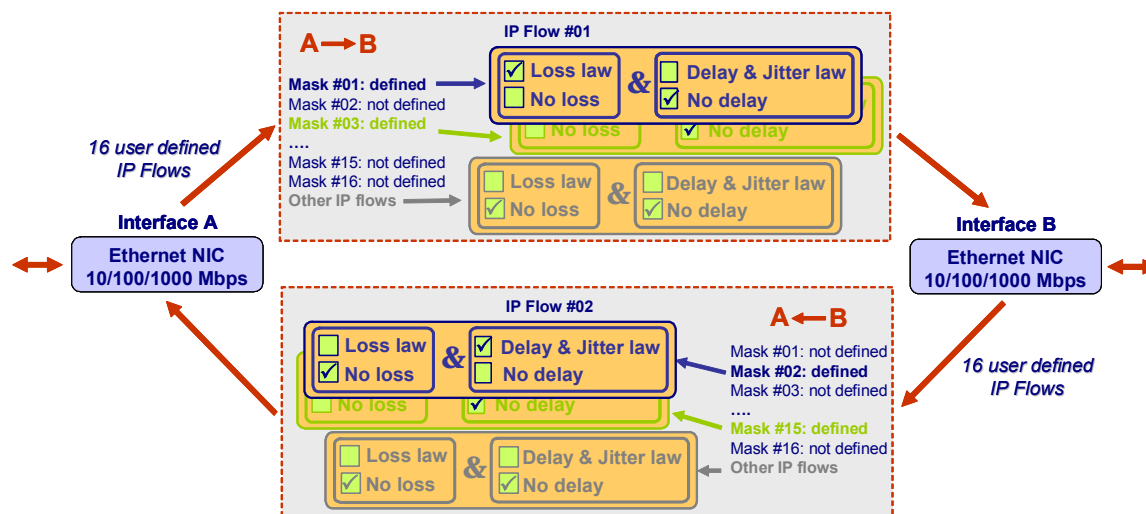 IP Flow #01
A B
Mask #01: defined
Mask #02: not defined
Mask #03: defined
....
Mask #15: not defined
Mask #16: not defined
Other IP flows
Loss law
No loss
&
Delay & Jitter law
No delay
No loss
No delay
Loss law
No loss
&
Delay & Jitter law
No delay
16 user defined
IP Flows
Interface A
Ethernet NIC
10/100/1000 Mbps
Interface B
Ethernet NIC
10/100/1000 Mbps
IP Flow #02
A B
Loss law
No loss
&
Delay & Jitter law
No delay
No loss
No delay
Loss law
No loss
&
Delay & Jitter law
No delay
Mask #01: not defined
Mask #02: defined
Mask #03: not defined
....
Mask #15: defined
Mask #16: not defined
Other IP flows
16 user defined
IP Flows